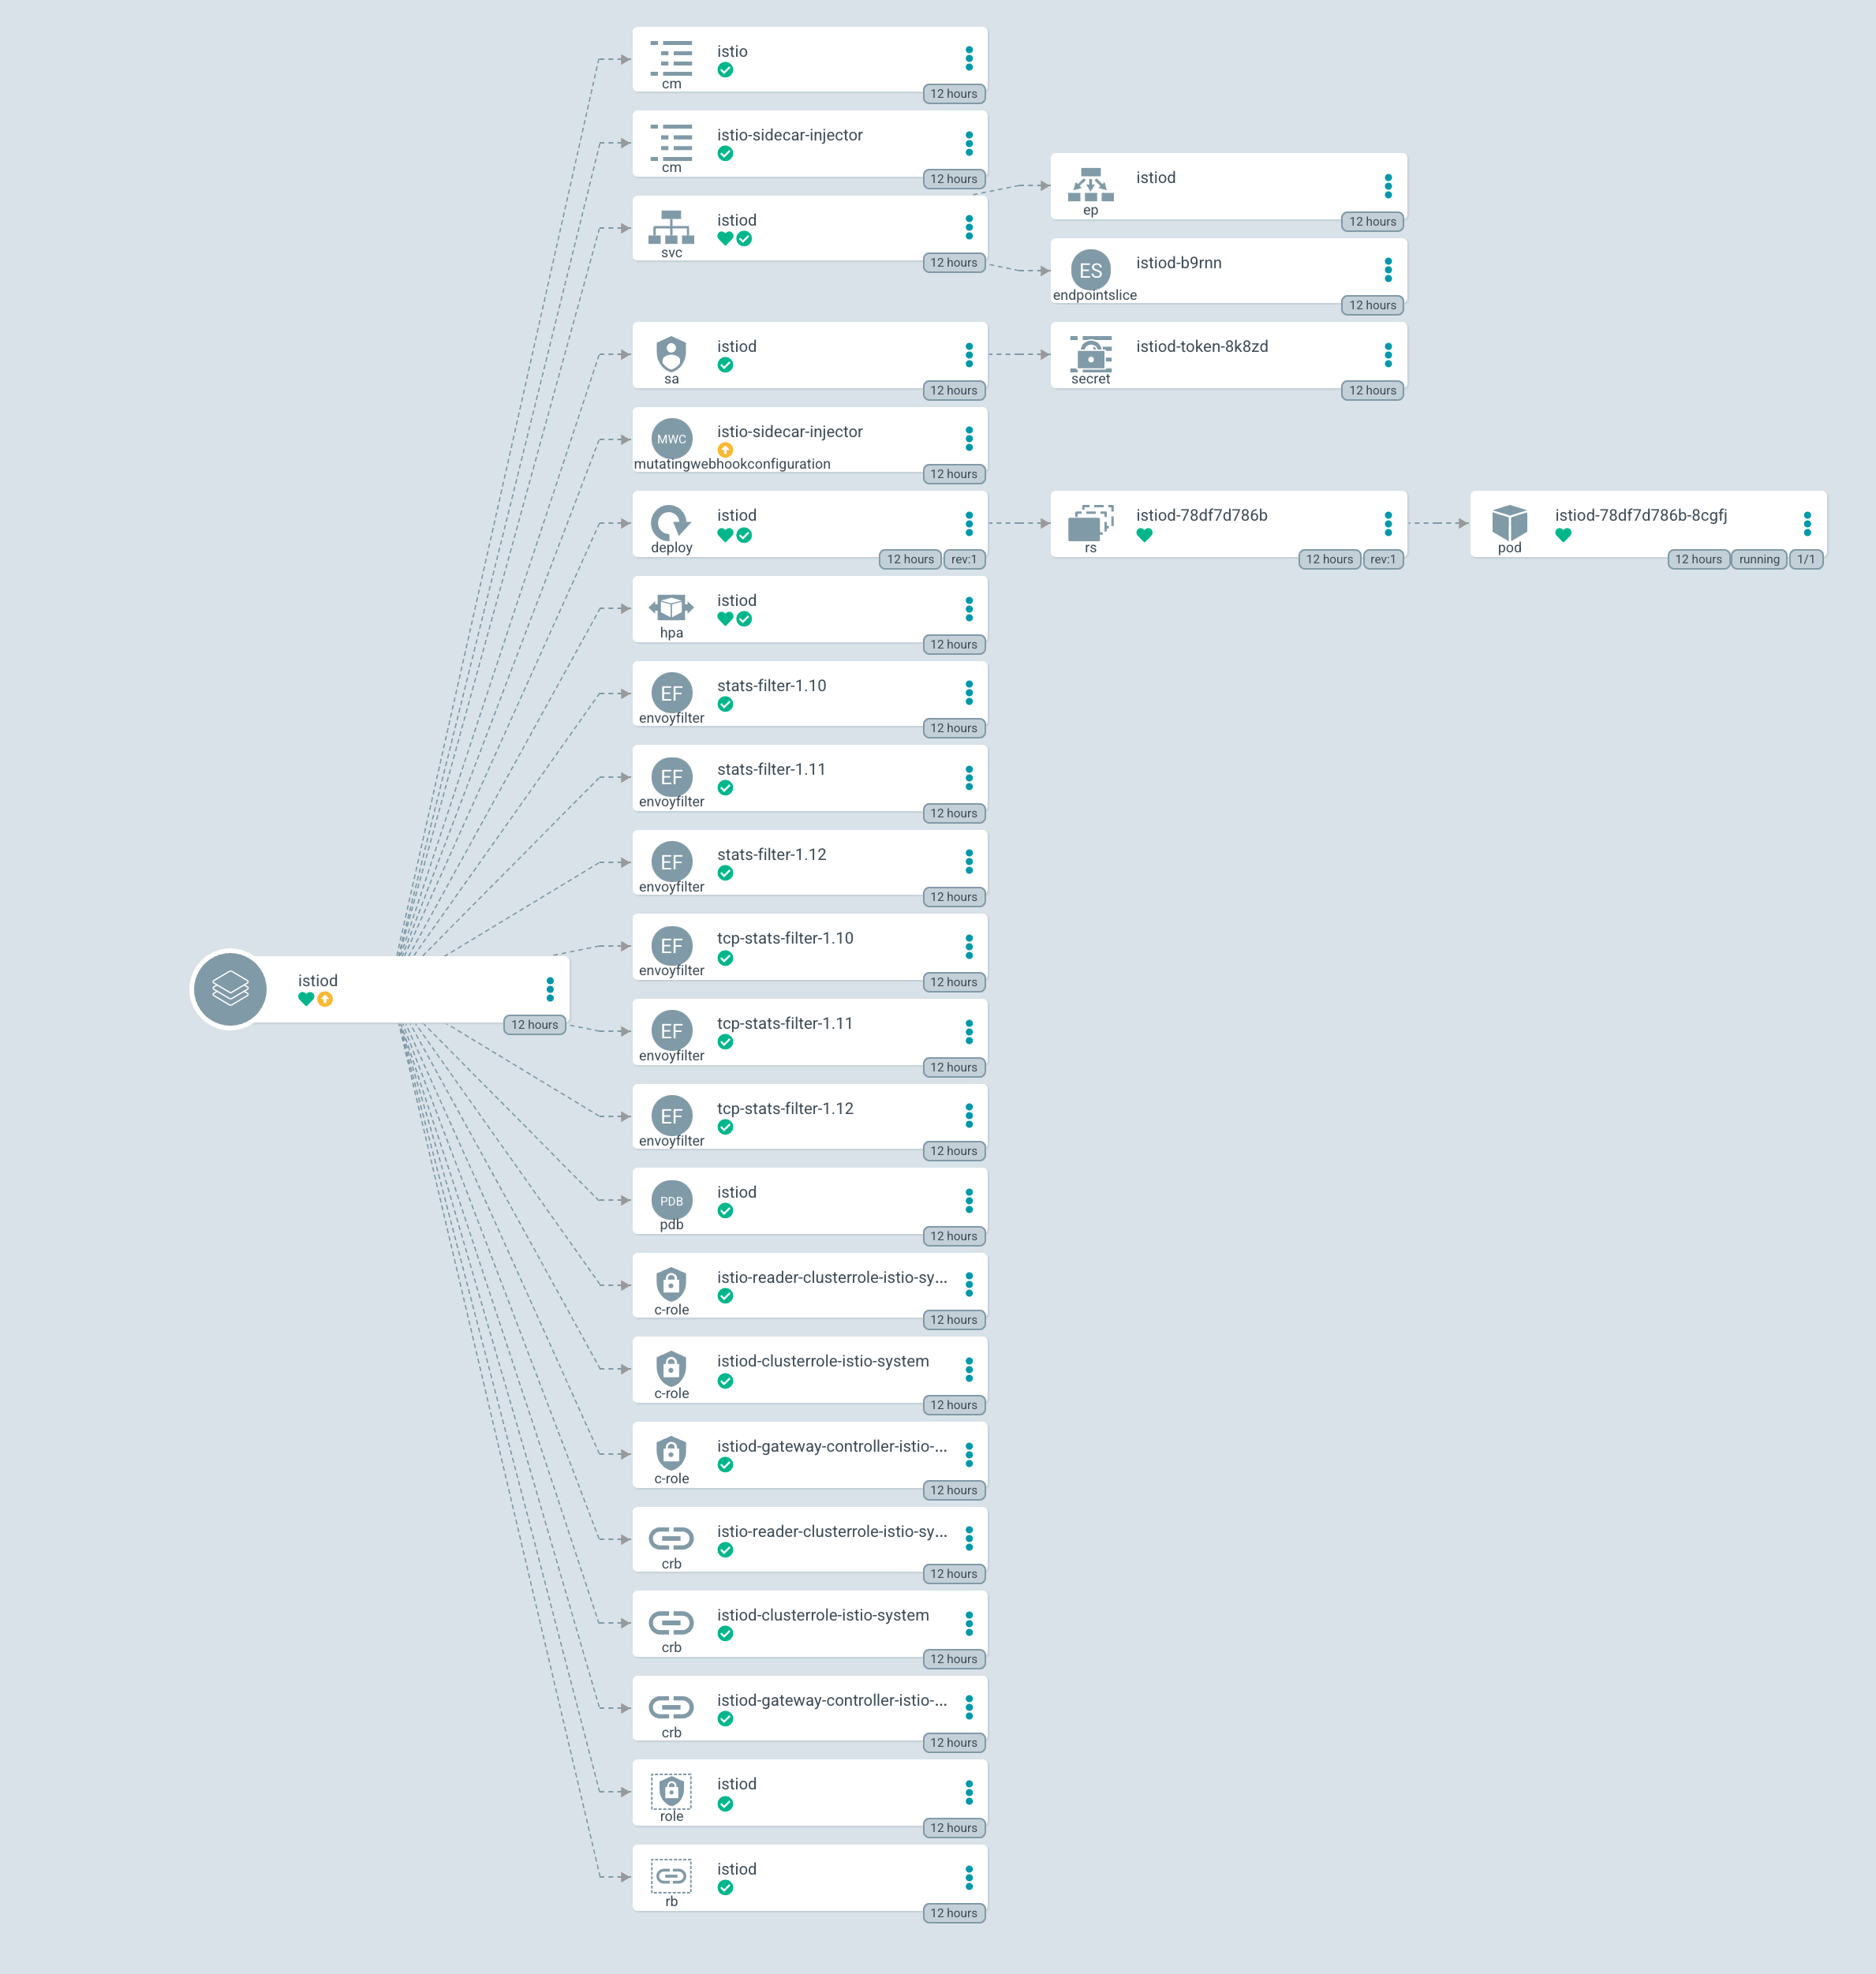 istio
cm
12 hours
istio-sidecar-injector
cm
12 hours
istiod
ep
12 hours
istiod
svc
12 hours
istiod-b9rnn
ES
endpointslice
12 hours
istiod
sa
12 hours
istiod-token-8k8zd
secret
12 hours
istio-sidecar-injector
MWC
mutatingwebhookconfiguration
12 hours
istiod
deploy
12 hours rev:1
istiod-78df7d786b
rs
12 hours rev:1
istiod-78df7d786b-8cgfj
pod
12 hours running 1/1
istiod
hpa
12 hours
stats-filter-1.10
EF
envoyfilter
12 hours
stats-filter-1.11
EF
envoyfilter
12 hours
stats-filter-1.12
EF
envoyfilter
12 hours
tcp-stats-filter-1.10
EF
envoyfilter
12 hours
istiod
12 hours
tcp-stats-filter-1.11
EF
envoyfilter
12 hours
tcp-stats-filter-1.12
EF
envoyfilter
12 hours
istiod
PDB
pdb
12 hours
istio-reader-clusterrole-istio-sy...
c-role
12 hours
istiod-clusterrole-istio-system
c-role
12 hours
istiod-gateway-controller-istio-...
c-role
12 hours
istio-reader-clusterrole-istio-sy...
crb
12 hours
istiod-clusterrole-istio-system
crb
12 hours
istiod-gateway-controller-istio-...
crb
12 hours
istiod
role
12 hours
istiod
rb
12 hours